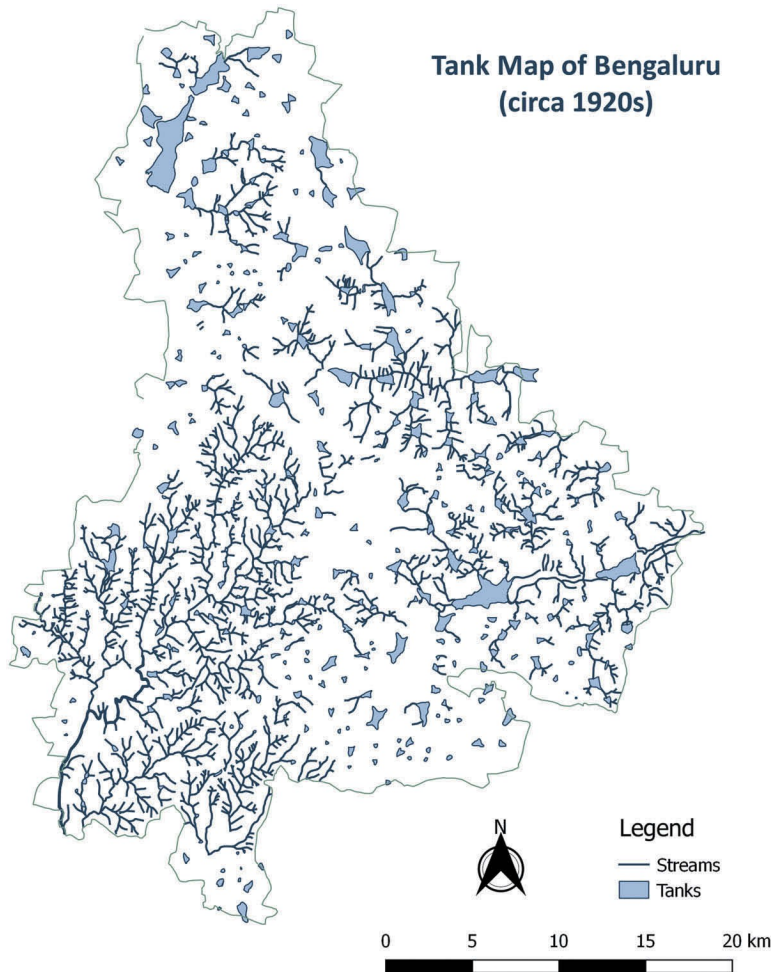 Tank Map of Bengaluru
(circa 1920s)
N
Legend
Streams
Tanks
0 5 10 15 20 km